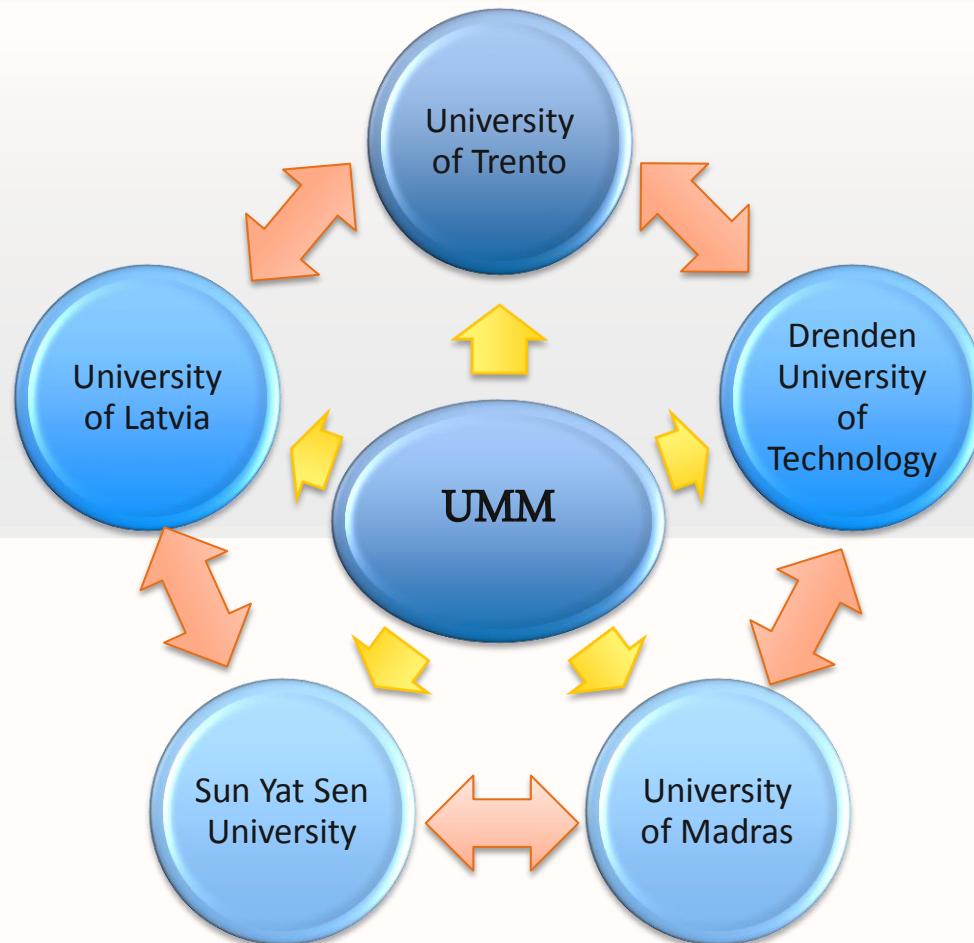 University
of Trento
Drenden
University
of
Technology
University
of Latvia
UMM
Sun Yat Sen
University
University
of Madras